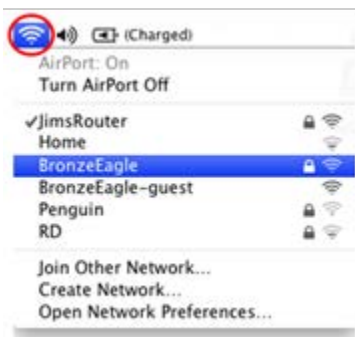 (Charged)
AirPort: On
Turn AirPort Off
✓JimsRouter
Home
BronzeEagle
BronzeEagle-guest
Penguin
RD
Join Other Network...
Create Network...
Open Network Preferences...